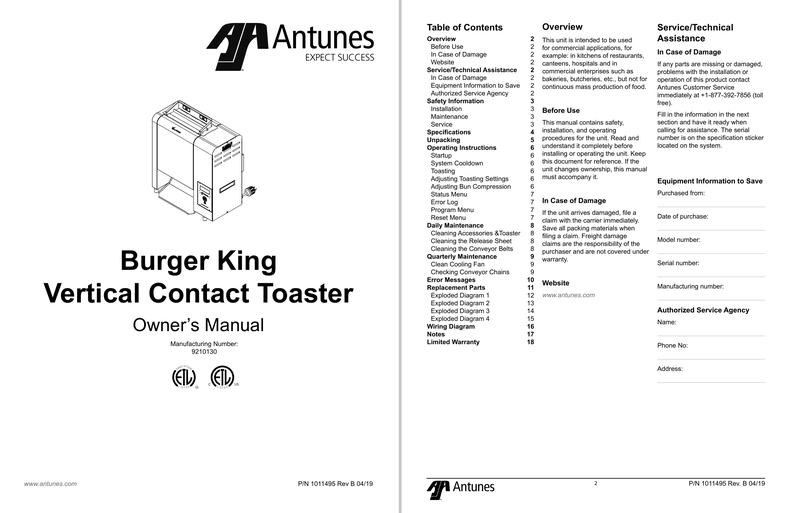 Antunes
EXPECT SUCCESS
Burger King
Vertical Contact Toaster
Owner's Manual
Manufacturing Number:
9210130
www.antunes.com
P/N 1011495 Rev B 04/19
Table of Contents
Overview 2
Before Use 2
In Case of Damage 2
Website 2
Service/Technical Assistance 2
In Case of Damage 2
Equipment Information to Save 2
Authorized Service Agency 2
Safety Information 3
Installation 3
Maintenance 3
Service 3
Specifications 4
Unpacking 5
Operating Instructions 6
Startup 6
System Cooldown 6
Toasting 6
Adjusting Toasting Settings 6
Adjusting Bun Compression 6
Status Menu 7
Error Log 7
Program Menu 7
Reset Menu 7
Daily Maintenance 8
Cleaning Accessories &Toaster 8
Cleaning the Release Sheet 8
Cleaning the Conveyor Belts 8
Quarterly Maintenance 9
Clean Cooling Fan 9
Checking Conveyor Chains 9
Error Messages 10
Replacement Parts 11
Exploded Diagram 1 12
Exploded Diagram 2 13
Exploded Diagram 3 14
Exploded Diagram 4 15
Wiring Diagram 16
Notes 17
Limited Warranty 18
Overview
This unit is intended to be used
for commercial applications, for
example: in kitchens of restaurants,
canteens, hospitals and in
commercial enterprises such as
bakeries, butcheries, etc., but not for
continuous mass production of food.
Before Use
This manual contains safety,
installation, and operating
procedures for the unit. Read and
understand it completely before
installing or operating the unit. Keep
this document for reference. If the
unit changes ownership, this manual
must accompany it.
In Case of Damage
If the unit arrives damaged, file a
claim with the carrier immediately.
Save all packing materials when
filing a claim. Freight damage
claims are the responsibility of the
purchaser and are not covered under
warranty.
Website
www.antunes.com
Service/Technical
Assistance
In Case of Damage
If any parts are missing or damaged,
problems with the installation or
operation of this product contact
Antunes Customer Service
immediately at +1-877-392-7856 (toll
free).
Fill in the information in the next
section and have it ready when
calling for assistance. The serial
number is on the specification sticker
located on the system.
Equipment Information to Save
Purchased from:
Date of purchase:
Model number:
Serial number:
Manufacturing number:
Authorized Service Agency
Name:
Phone No:
Address:
Antunes
2
P/N 1011495 Rev. B 04/19